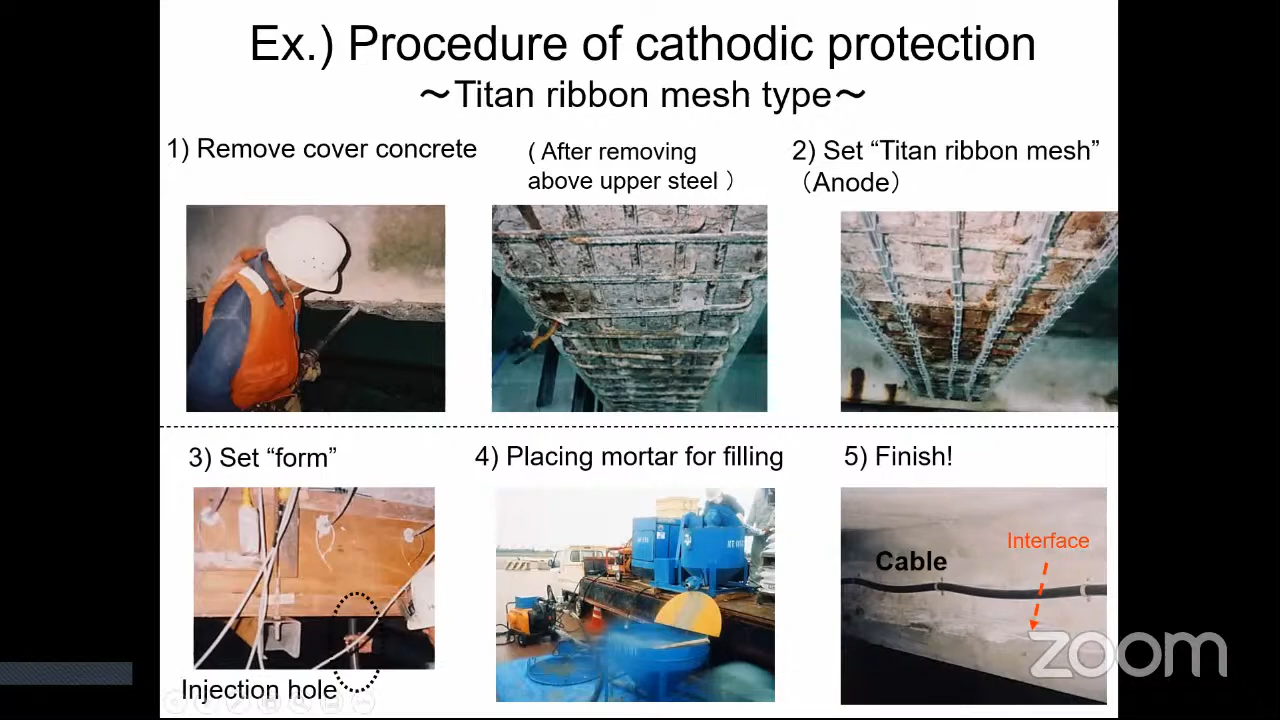 Ex.) Procedure of cathodic protection
～Titan ribbon mesh type～
1) Remove cover concrete
( After removing
above upper steel ）
2) Set “Titan ribbon mesh”
（Anode）
3) Set “form”
Injection hole
4) Placing mortar for filling
5) Finish!
Cable
Interface
zoom